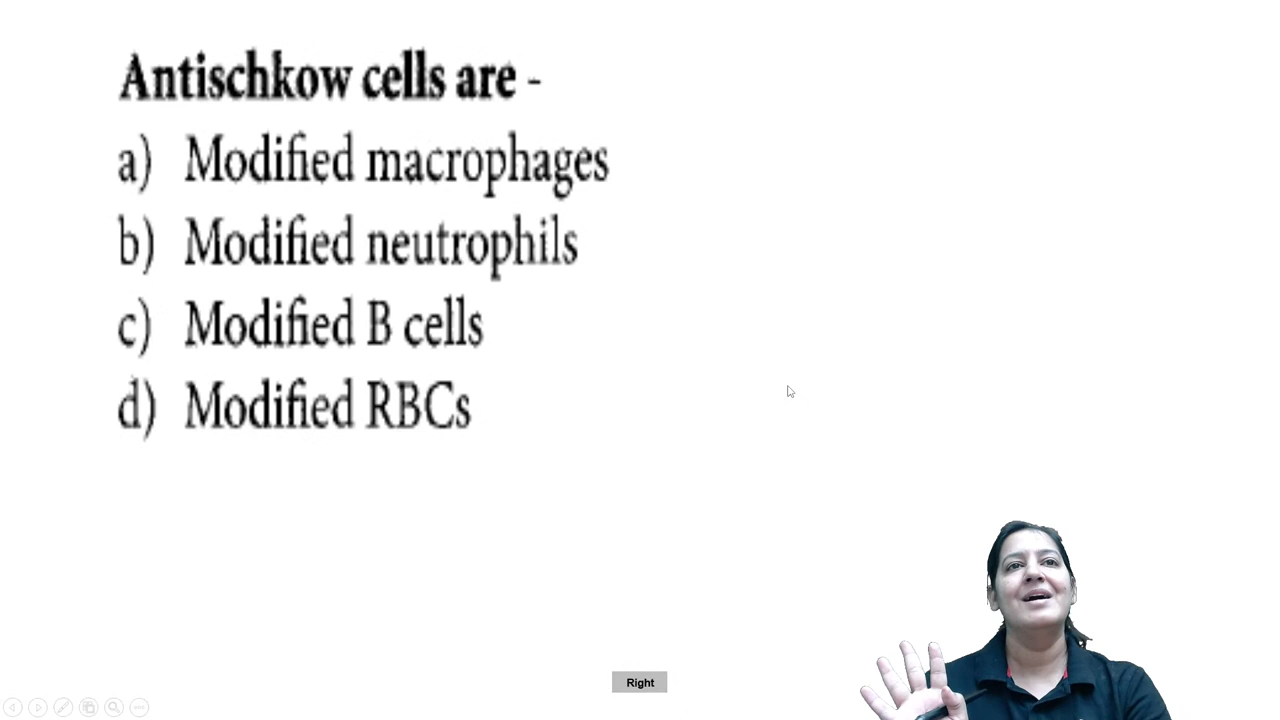 Antischkow cells are -
a) Modified macrophages
b) Modified neutrophils
c) Modified B cells
d) Modified RBCs
Right